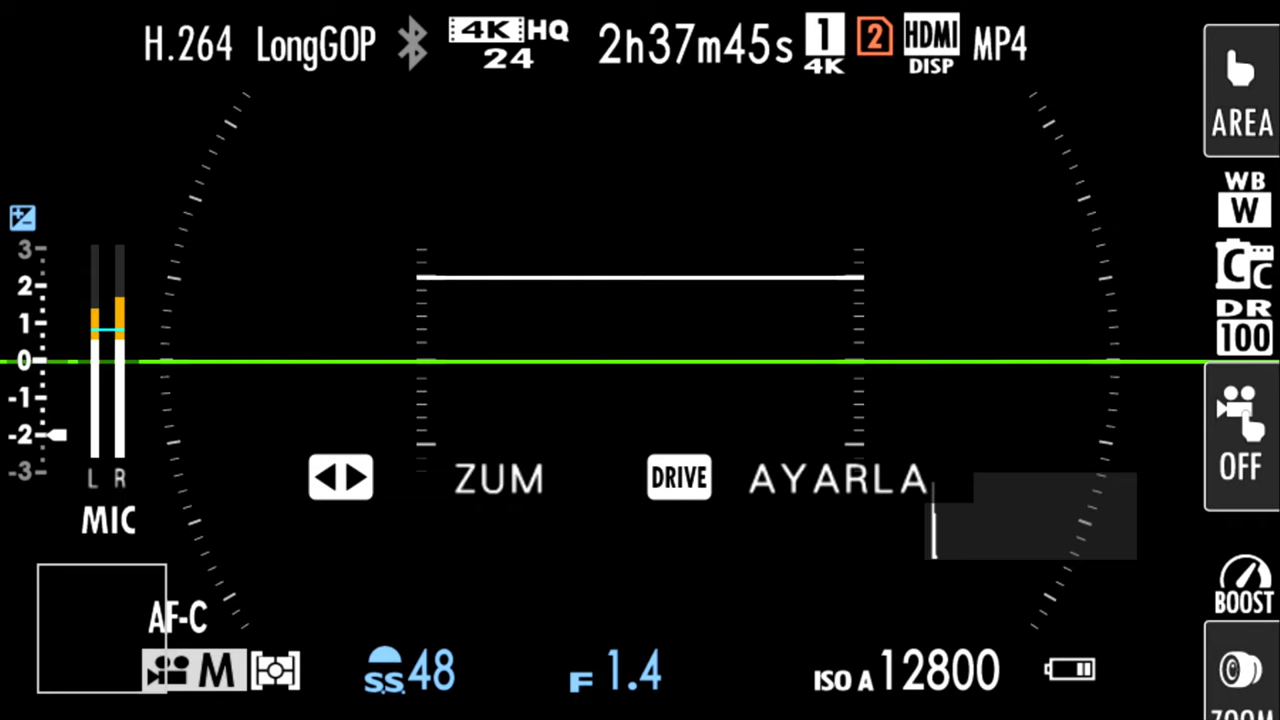 H.264 LongGOP 4K HQ 24 2h37m45s 1 4K 2 HDMI DISP MP4
AREA
WB
W
CC
DR
100
3
2
1
0
-1
-2
-3
L R
MIC
ZUM DRIVE AYARLA
OFF
BOOST
AF-C
M S.S. 48 F 1.4 ISO A 12800
ZOOM